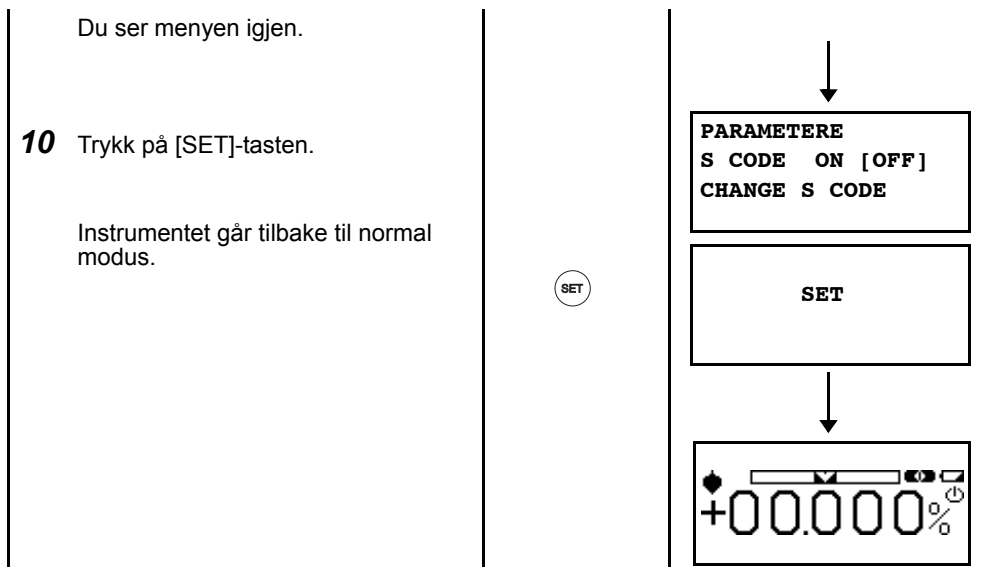 Du ser menyen igjen.
10 Trykk på [SET]-tasten.
Instrumentet går tilbake til normal
modus.
SET
PARAMETERE
S CODE ON [OFF]
CHANGE S CODE
SET
+00.000%